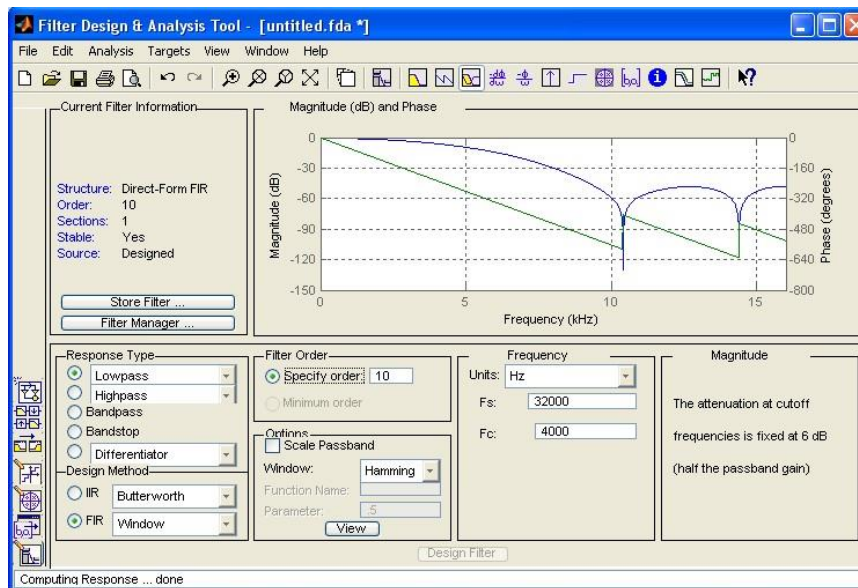 Filter Design & Analysis Tool - [untitled.fda *]
File Edit Analysis Targets View Window Help
Current Filter Information
Structure: Direct-Form FIR
Order: 10
Sections: 1
Stable: Yes
Source: Designed
Store Filter ...
Filter Manager ...
Magnitude (dB) and Phase
Magnitude (dB)
0
-30
-60
-90
-120
-150
0 5 10 15
Frequency (kHz)
0
-160
-320
-480
-640
-800
Phase (degrees)
Response Type
Lowpass
Highpass
Bandpass
Bandstop
Differentiator
Design Method
IIR Butterworth
FIR Window
Filter Order
Specify order: 10
Minimum order
Options
Scale Passband
Window: Hamming
Function Name:
Parameter: .5
View
Frequency
Units: Hz
Fs: 32000
Fc: 4000
Magnitude
The attenuation at cutoff
frequencies is fixed at 6 dB
(half the passband gain)
Design Filter
Computing Response ... done